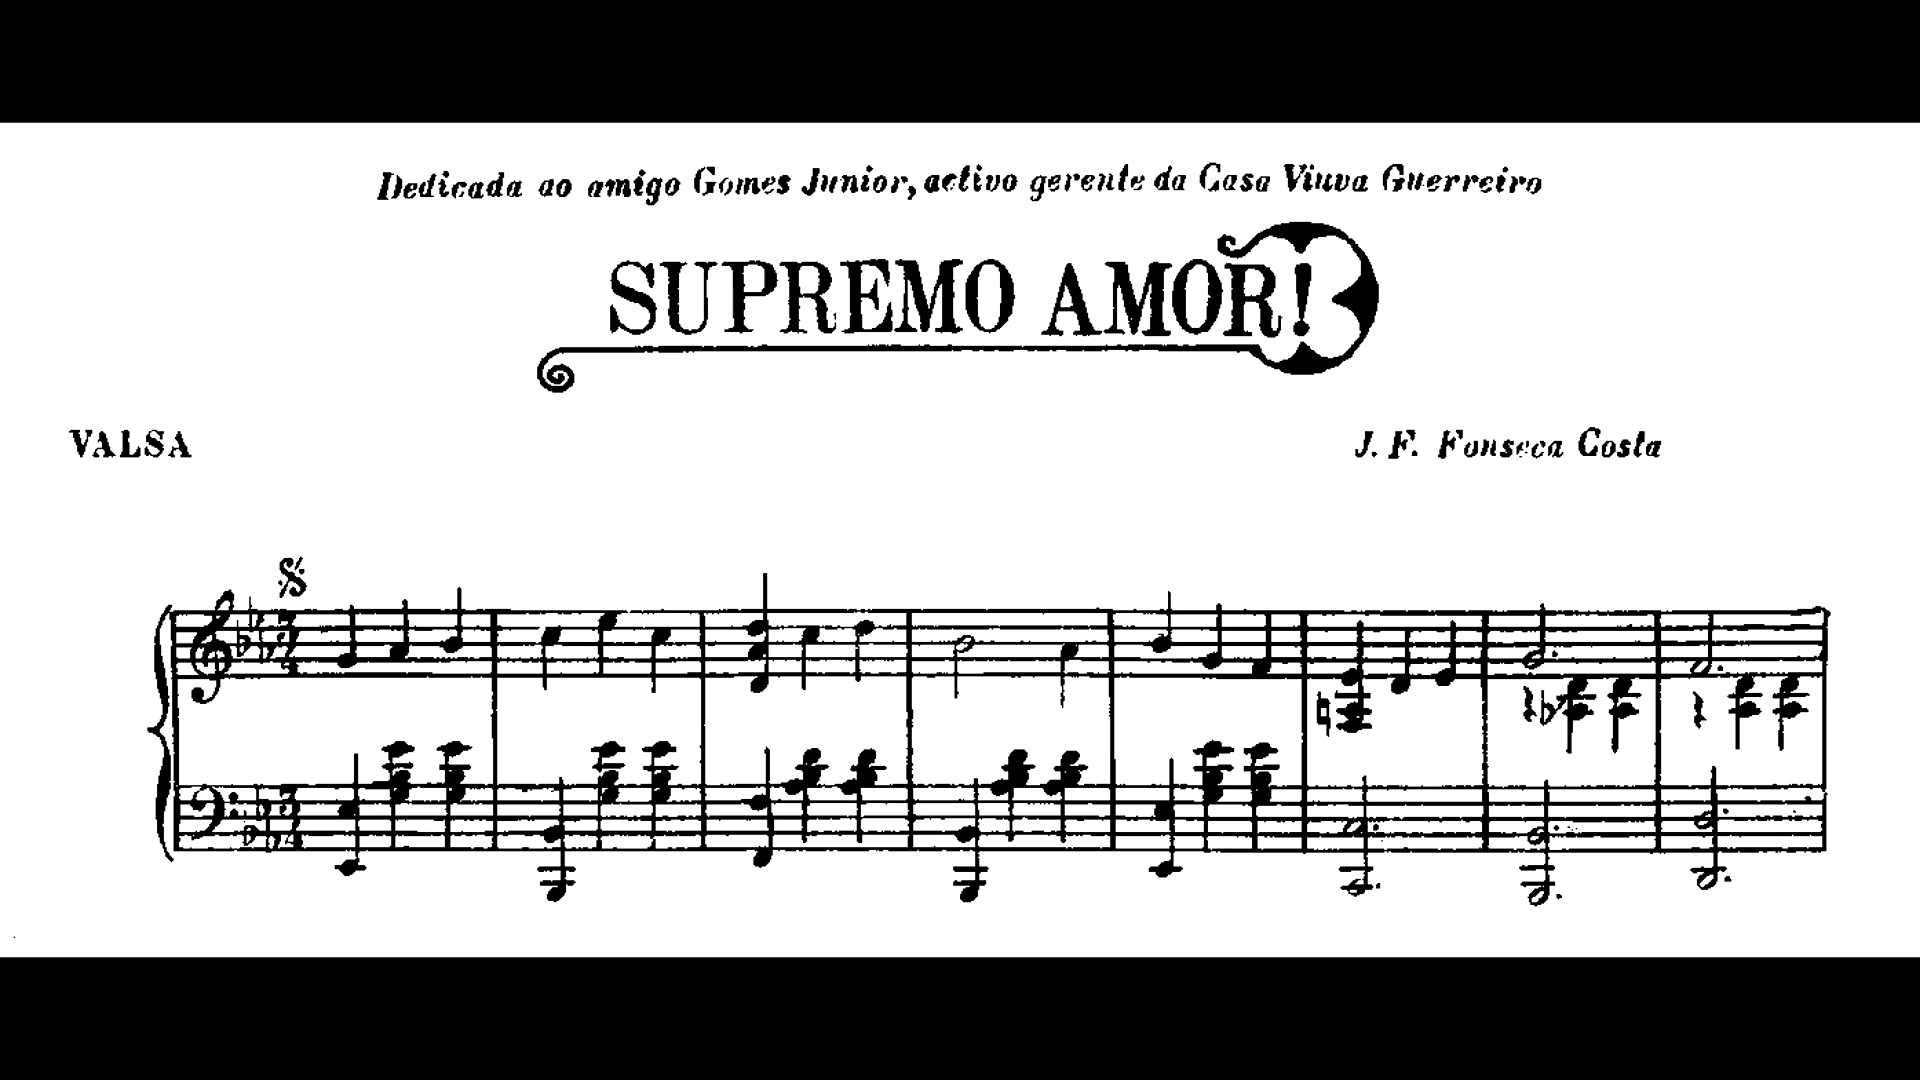 Dedicada ao amigo Gomes Junior, activo gerente da Casa Viuva Guerreiro
SUPREMO AMOR!
VALSA
J. F. Fonseca Costa